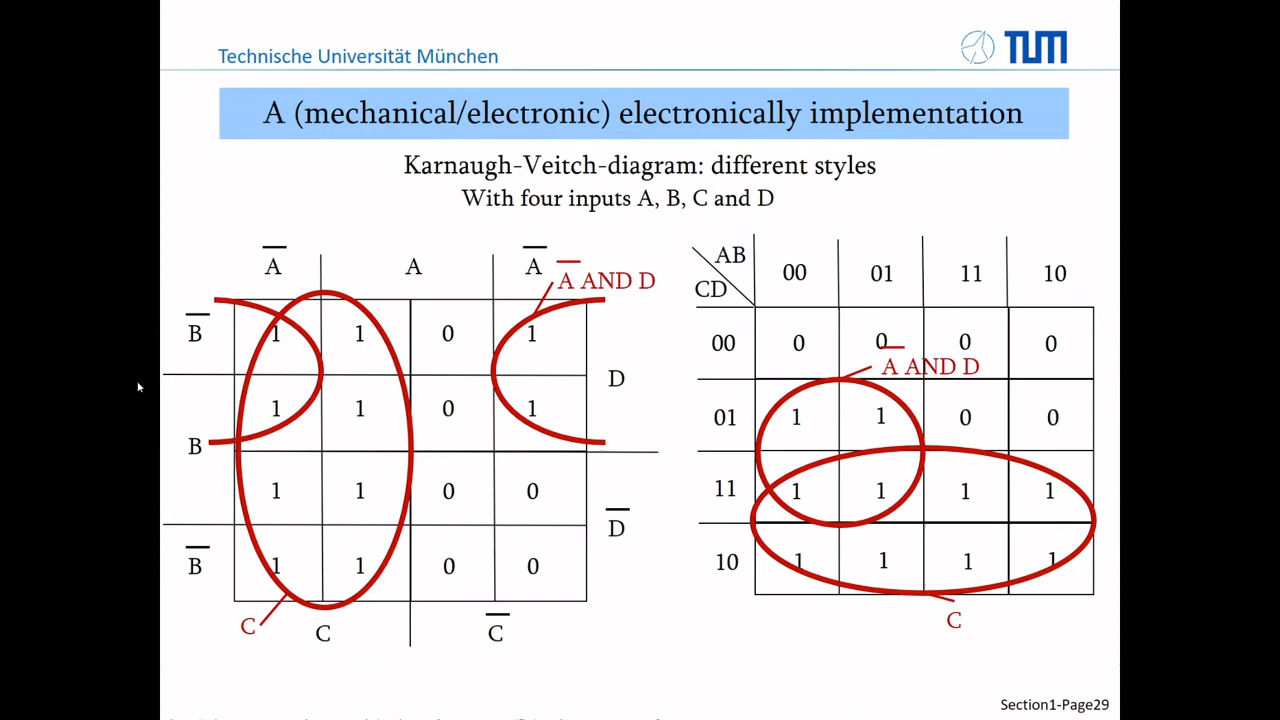 Technische Universität München
TUM
A (mechanical/electronic) electronically implementation
Karnaugh-Veitch-diagram: different styles
With four inputs A, B, C and D
A̅ A A̅
A̅ AND D
B̅ 1 1 0 1
D
1 1 0 1
B
1 1 0 0
D̅
B̅ 1 1 0 0
C C C̅
AB 00 01 11 10
CD
00 0 0 0 0
A̅ AND D
01 1 1 0 0
11 1 1 1 1
10 1 1 1 1
C
Section1-Page29